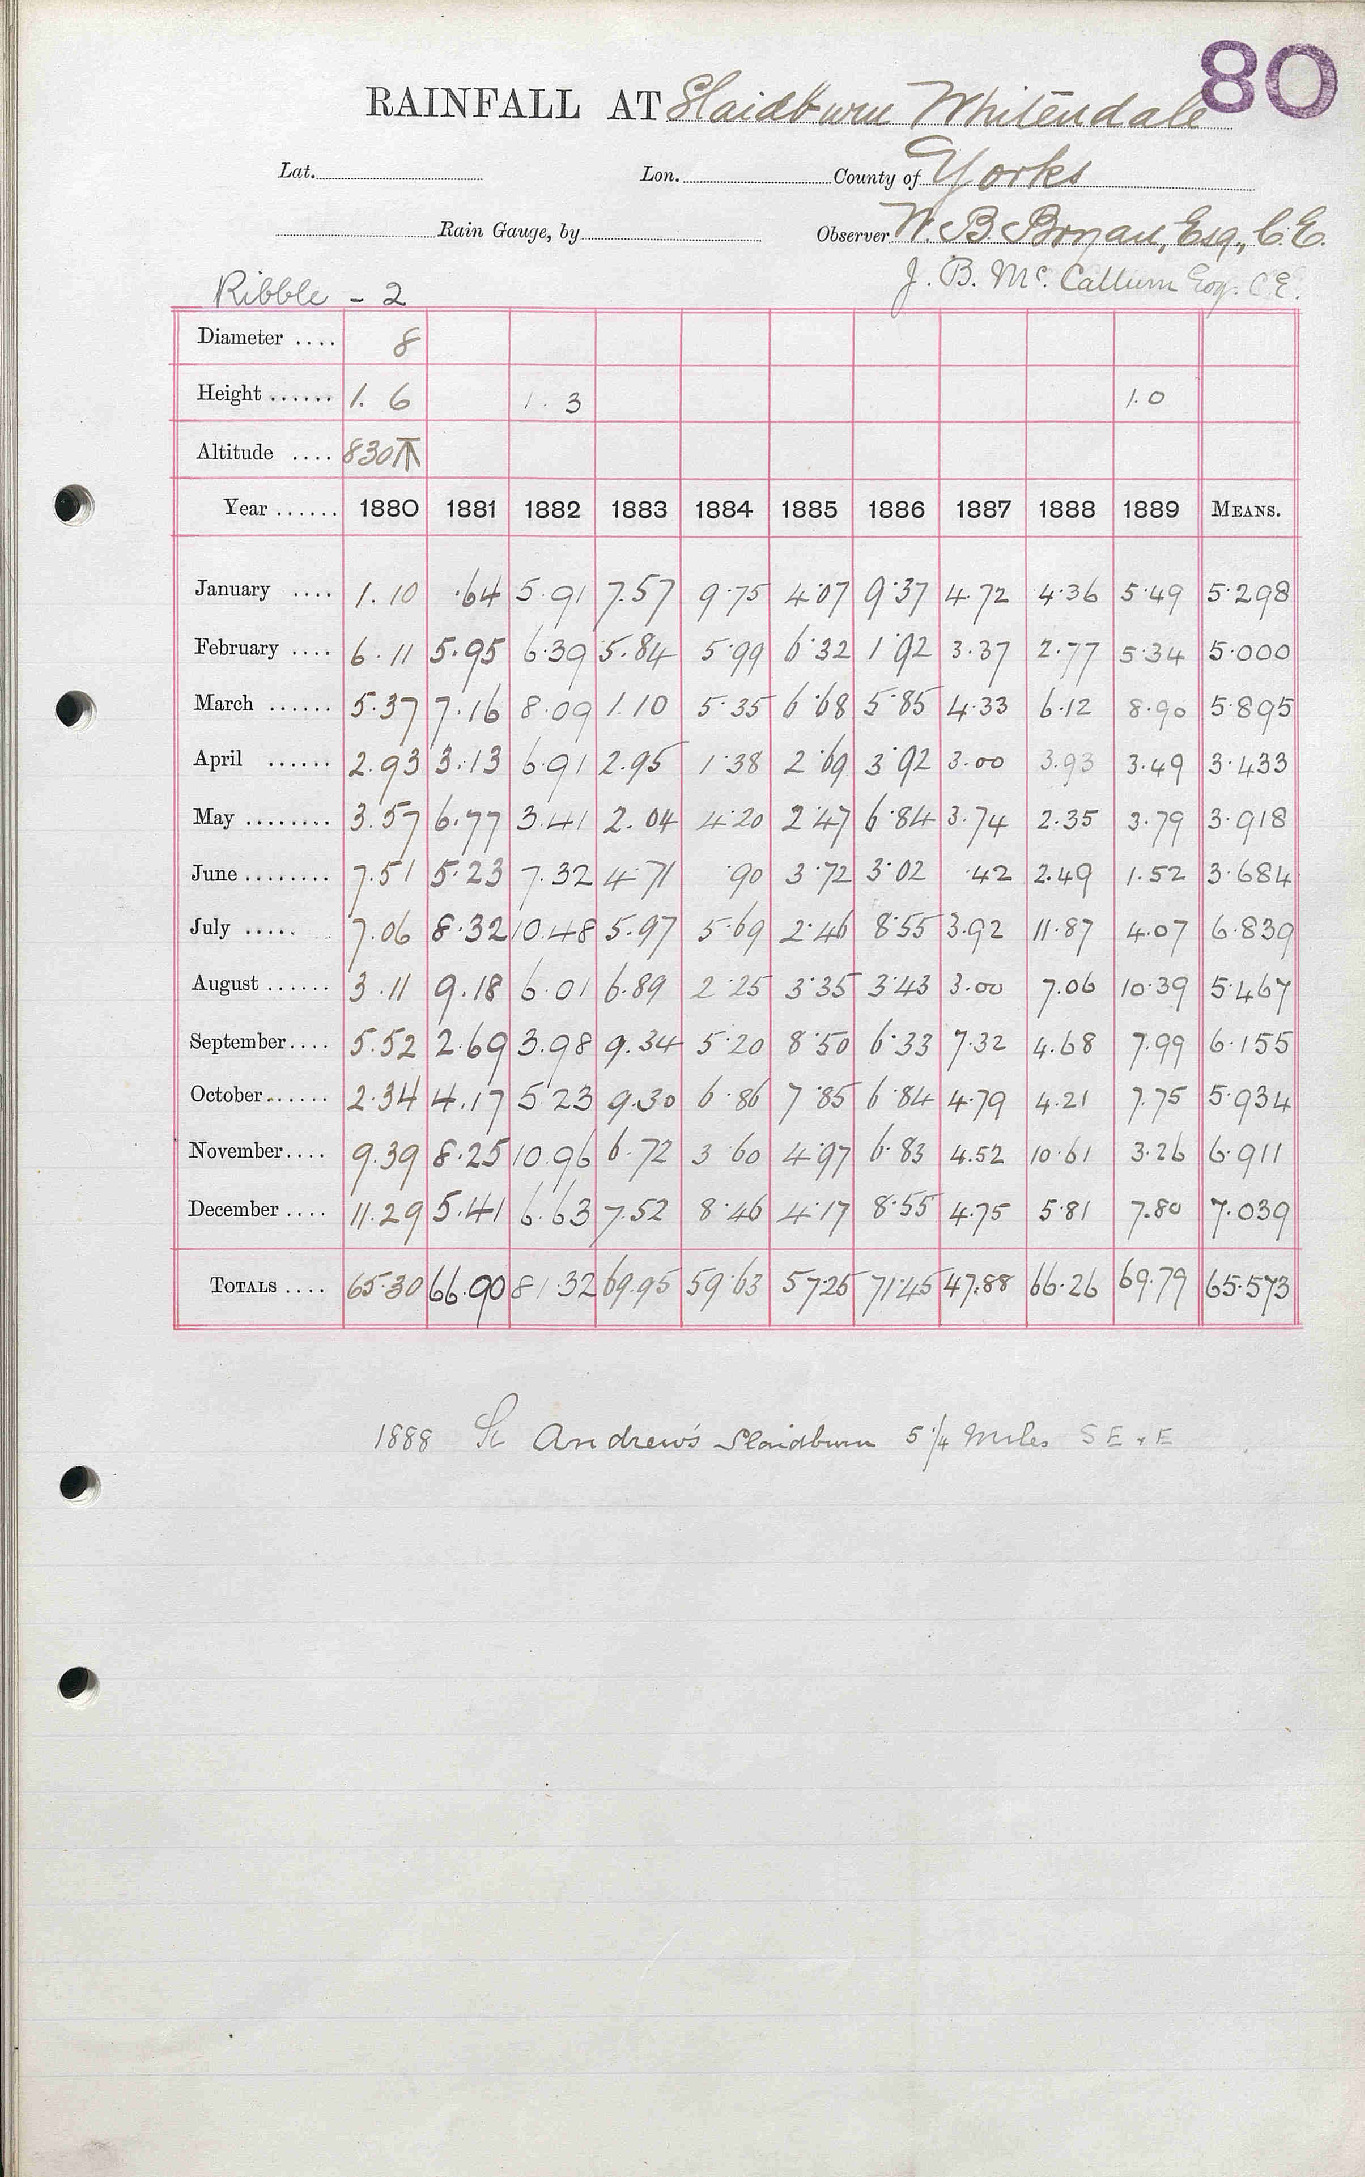 80
RAINFALL AT Slaidburn Whitendale
Lat. Lon. County of Yorks
Rain Gauge, by Observer W. B. Bryan, Esq., C.E.
J. B. Mc. Callum Esq. C.E.
Ribble - 2
Diameter .... 8
Height ...... 1. 6 1. 3 1.0
Altitude .... 830
Year ...... 1880 1881 1882 1883 1884 1885 1886 1887 1888 1889 MEANS.
January .... 1.10 .64 5.91 7.57 9.75 4.07 9.37 4.72 4.36 5.49 5.298
February .... 6.11 5.95 6.39 5.84 5.99 6.32 1.92 3.37 2.77 5.34 5.000
March ...... 5.37 7.16 8.09 1.10 5.35 6.68 5.85 4.33 6.12 8.90 5.895
April ...... 2.93 3.13 6.91 2.95 1.38 2.69 3.92 3.00 3.93 3.49 3.433
May ........ 3.57 6.77 3.41 2.04 4.20 2.47 6.84 3.74 2.35 3.79 3.918
June ........ 7.51 5.23 7.32 4.71 .90 3.72 3.02 .42 2.49 1.52 3.684
July ..... 7.06 8.32 10.48 5.97 5.69 2.46 8.55 3.92 11.87 4.07 6.839
August ...... 3.11 9.18 6.01 6.89 2.25 3.35 3.43 3.00 7.06 10.39 5.467
September.... 5.52 2.69 3.98 9.34 5.20 8.50 6.33 7.32 4.68 7.99 6.155
October...... 2.34 4.17 5.23 9.30 6.86 7.85 6.84 4.79 4.21 7.75 5.934
November.... 9.39 8.25 10.96 6.72 3.60 4.97 6.83 4.52 10.61 3.26 6.911
December .... 11.29 5.41 6.63 7.52 8.46 4.17 8.55 4.75 5.81 7.80 7.039
TOTALS .... 65.30 66.90 81.32 69.95 59.63 57.25 71.45 47.88 66.26 69.79 65.573
1888 St Andrew's Slaidburn 5 1/4 Miles S E + E